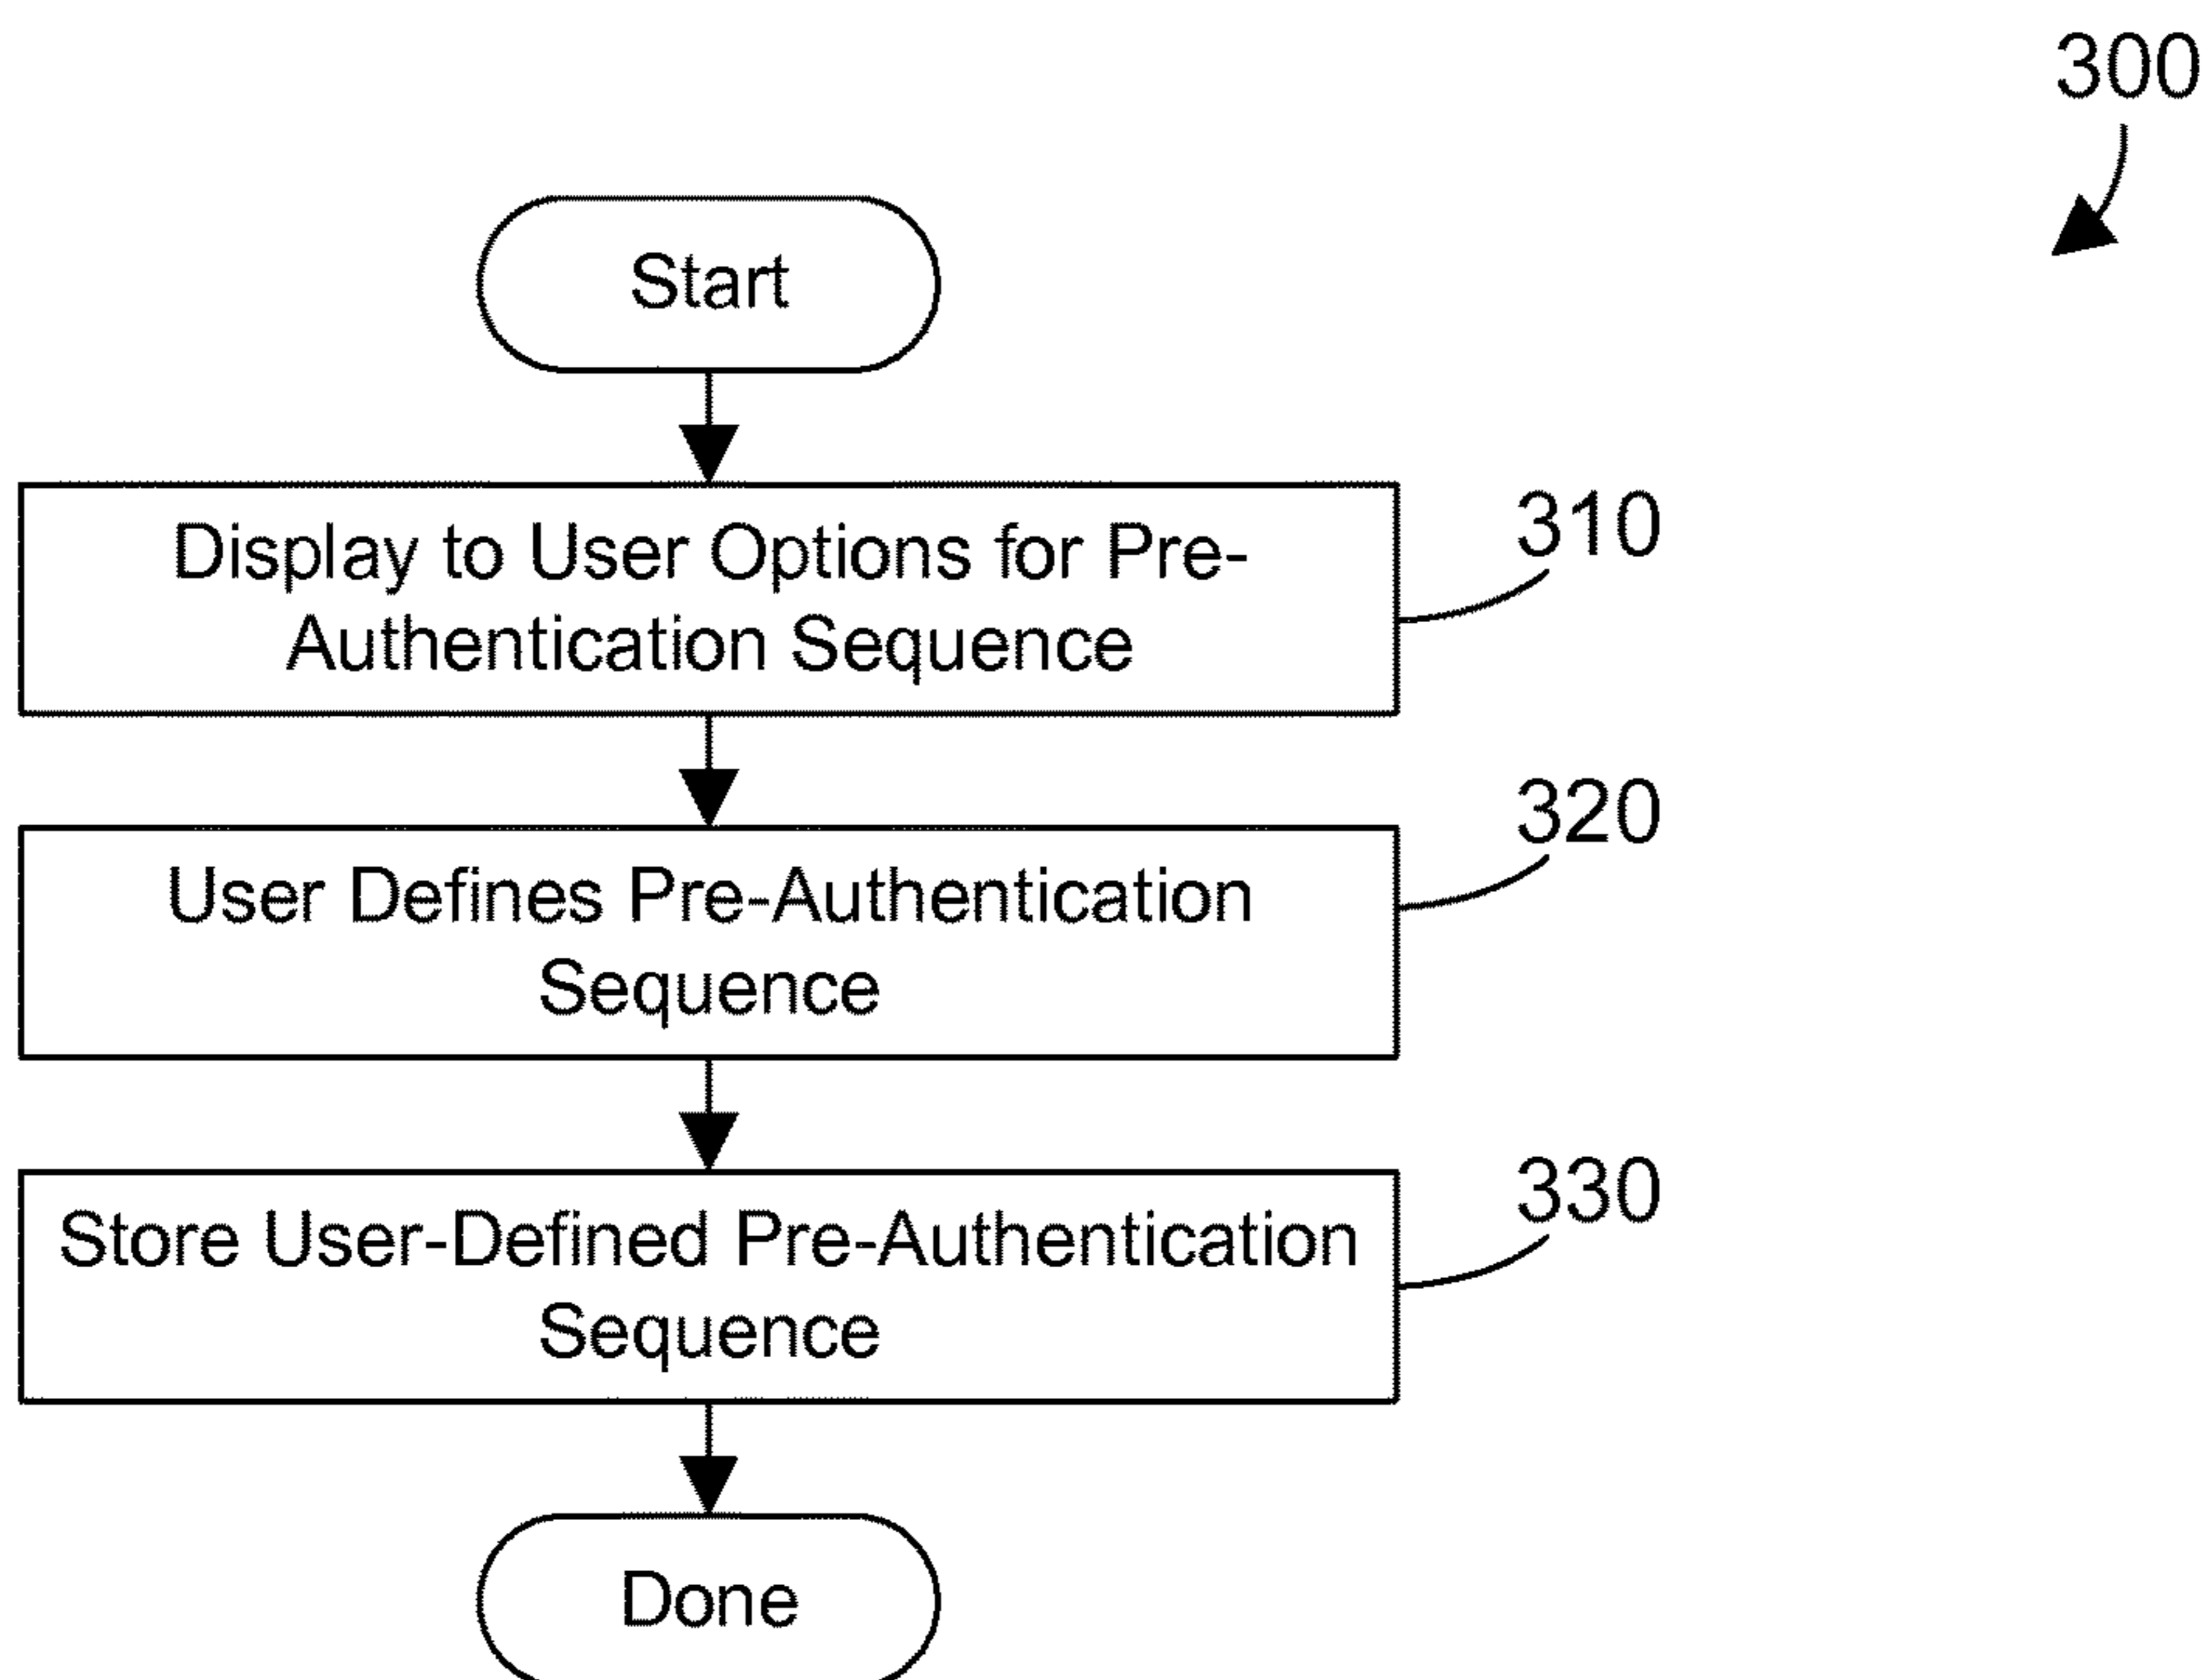 300
Start
Display to User Options for Pre-
Authentication Sequence
310
User Defines Pre-Authentication
Sequence
320
Store User-Defined Pre-Authentication
Sequence
330
Done